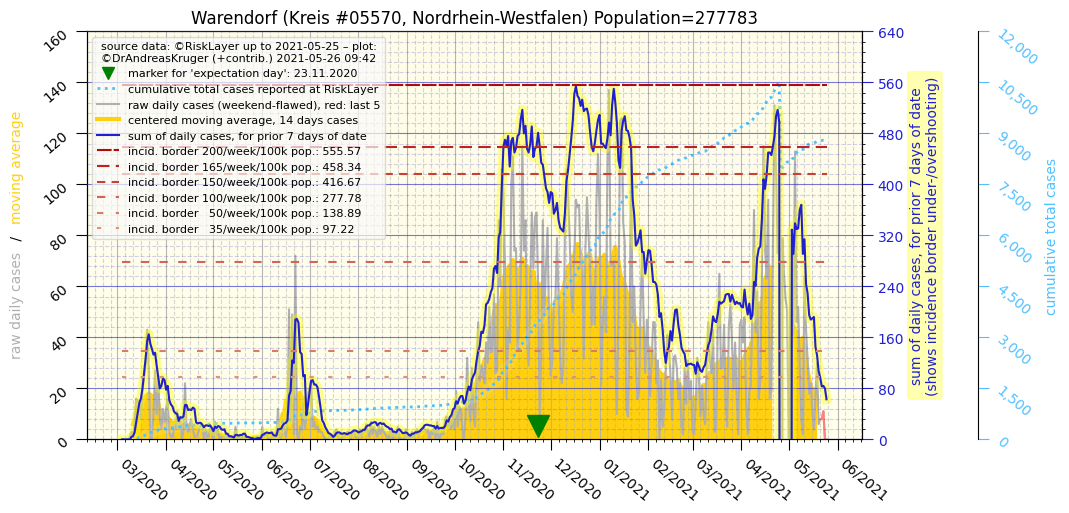 Warendorf (Kreis #05570, Nordrhein-Westfalen) Population=277783
source data: ©RiskLayer up to 2021-05-25 – plot:
©DrAndreasKruger (+contrib.) 2021-05-26 09:42
marker for 'expectation day': 23.11.2020
cumulative total cases reported at RiskLayer
raw daily cases (weekend-flawed), red: last 5
centered moving average, 14 days cases
sum of daily cases, for prior 7 days of date
incid. border 200/week/100k pop.: 555.57
incid. border 165/week/100k pop.: 458.34
incid. border 150/week/100k pop.: 416.67
incid. border 100/week/100k pop.: 277.78
incid. border 50/week/100k pop.: 138.89
incid. border 35/week/100k pop.: 97.22
raw daily cases / moving average
160
140
120
100
80
60
40
20
0
03/2020
04/2020
05/2020
06/2020
07/2020
08/2020
09/2020
10/2020
11/2020
12/2020
01/2021
02/2021
03/2021
04/2021
05/2021
06/2021
640
560
480
400
320
240
160
80
0
sum of daily cases, for prior 7 days of date
(shows incidence border under-/overshooting)
12,000
10,500
9,000
7,500
6,000
4,500
3,000
1,500
0
cumulative total cases